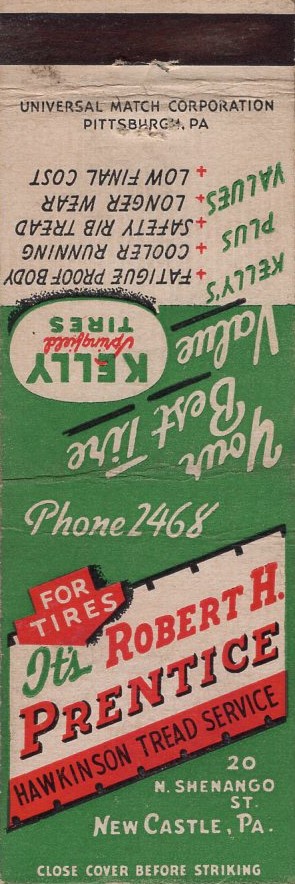 UNIVERSAL MATCH CORPORATION
PITTSBURGH, PA
Your
Best Tire
Value
KELLY
Springfield
TIRES
KELLY'S
PLUS
VALUES
+ FATIGUE PROOF BODY
+ COOLER RUNNING
+ SAFETY RIB TREAD
+ LONGER WEAR
+ LOW FINAL COST
Phone 2468
FOR
TIRES
It's ROBERT H.
PRENTICE
HAWKINSON TREAD SERVICE
20
N. SHENANGO
ST.
NEW CASTLE, PA.
CLOSE COVER BEFORE STRIKING